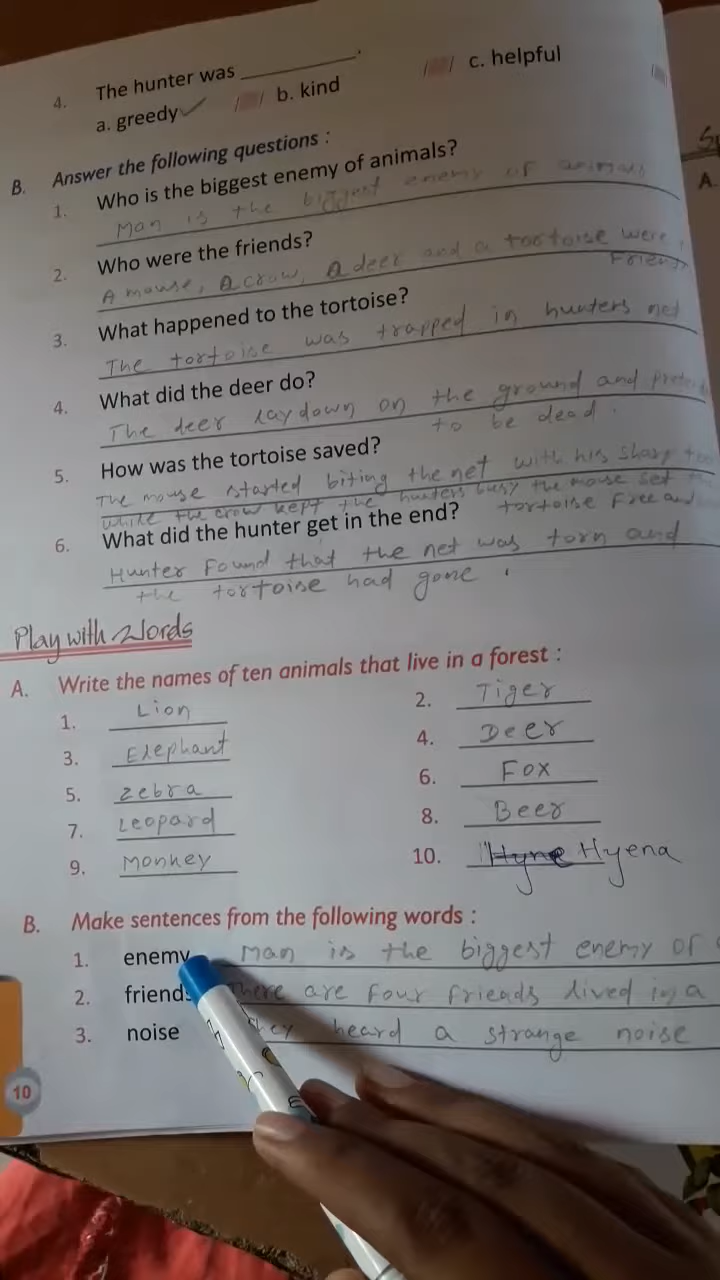 4. The hunter was ___________.
a. greedy ✓ b. kind c. helpful
B. Answer the following questions :
1. Who is the biggest enemy of animals?
Man is the biggest enemy of animals
2. Who were the friends?
A mouse, A crow, A deer and a tortoise were
Friends
3. What happened to the tortoise?
The tortoise was trapped in hunters net
4. What did the deer do?
The deer lay down on the ground and
to be dead.
5. How was the tortoise saved?
The mouse started biting the net with his sharp
while the crow kept the hunters busy the mouse set
tortoise Free and
6. What did the hunter get in the end?
Hunter Found that the net was torn and
the tortoise had gone.
Play with Words
A. Write the names of ten animals that live in a forest :
1. Lion 2. Tiger
3. Elephant 4. Deer
5. Zebra 6. Fox
7. Leopard 8. Beer
9. Monkey 10. Hyena
B. Make sentences from the following words :
1. enemy Man is the biggest enemy of
2. friends There are four frieads lived in a
3. noise They heard a strange noise
10
A.